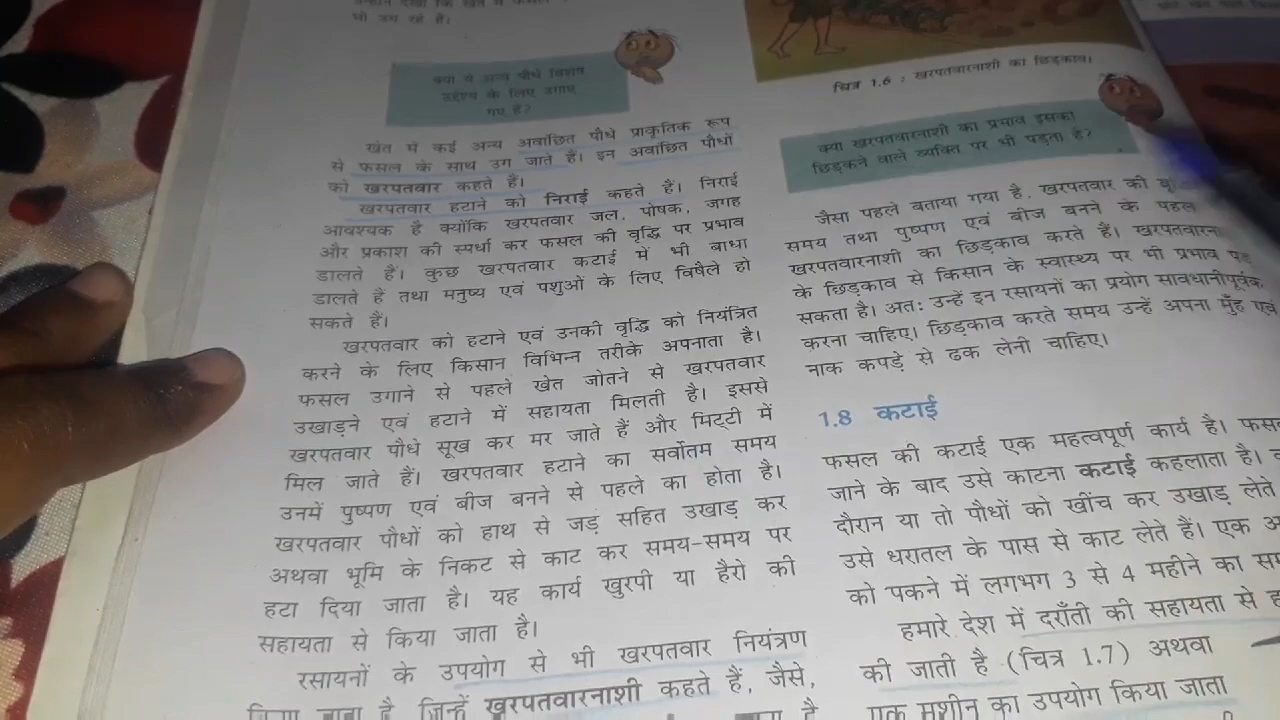 भी उग रहे हैं।
क्या ये अन्य पौधे विशेष
उद्देश्य के लिए उगाए
गए हैं?
खेत में कई अन्य अवांछित पौधे प्राकृतिक रूप
से फसल के साथ उग जाते हैं। इन अवांछित पौधों
को खरपतवार कहते हैं।
खरपतवार हटाने को निराई कहते हैं। निराई
आवश्यक है क्योंकि खरपतवार जल, पोषक, जगह
और प्रकाश की स्पर्धा कर फसल की वृद्धि पर प्रभाव
डालते हैं। कुछ खरपतवार कटाई में भी बाधा
डालते हैं तथा मनुष्य एवं पशुओं के लिए विषैले हो
सकते हैं।
खरपतवार को हटाने एवं उनकी वृद्धि को नियंत्रित
करने के लिए किसान विभिन्न तरीके अपनाता है।
फसल उगाने से पहले खेत जोतने से खरपतवार
उखाड़ने एवं हटाने में सहायता मिलती है। इससे
खरपतवार पौधे सूख कर मर जाते हैं और मिट्टी में
मिल जाते हैं। खरपतवार हटाने का सर्वोतम समय
उनमें पुष्पण एवं बीज बनने से पहले का होता है।
खरपतवार पौधों को हाथ से जड़ सहित उखाड़ कर
अथवा भूमि के निकट से काट कर समय-समय पर
हटा दिया जाता है। यह कार्य खुरपी या हैरो की
सहायता से किया जाता है।
रसायनों के उपयोग से भी खरपतवार नियंत्रण
किया जाता है, जिन्हें खरपतवारनाशी कहते हैं, जैसे,
चित्र 1.6 : खरपतवारनाशी का छिड़काव।
क्या खरपतवारनाशी का प्रभाव इसको
छिड़कने वाले व्यक्ति पर भी पड़ता है?
जैसा पहले बताया गया है, खरपतवार की
समय तथा पुष्पण एवं बीज बनने के पहले
खरपतवारनाशी का छिड़काव करते हैं।
के छिड़काव से किसान के स्वास्थ्य पर भी प्रभाव पड़
सकता है। अतः उन्हें इन रसायनों का प्रयोग सावधानीपूर्वक
करना चाहिए। छिड़काव करते समय उन्हें अपना मुँह एवं
नाक कपड़े से ढक लेनी चाहिए।
1.8 कटाई
फसल की कटाई एक महत्वपूर्ण कार्य है।
जाने के बाद उसे काटना कटाई कहलाता है।
दौरान या तो पौधों को खींच कर उखाड़ लेते
उसे धरातल के पास से काट लेते हैं। एक
को पकने में लगभग 3 से 4 महीने का
हमारे देश में दराँती की सहायता से
की जाती है (चित्र 1.7) अथवा
एक मशीन का उपयोग किया जाता